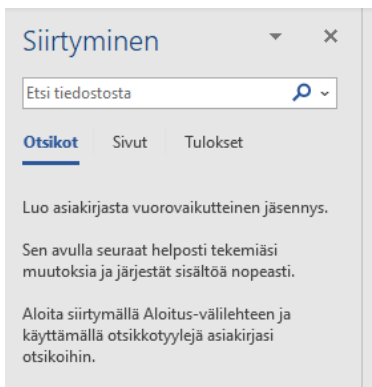 Siirtyminen
Etsi tiedostosta
Otsikot Sivut Tulokset
Luo asiakirjasta vuorovaikutteinen jäsennys.
Sen avulla seuraat helposti tekemiäsi
muutoksia ja järjestät sisältöä nopeasti.
Aloita siirtymällä Aloitus-välilehteen ja
käyttämällä otsikkotyylejä asiakirjasi
otsikoihin.